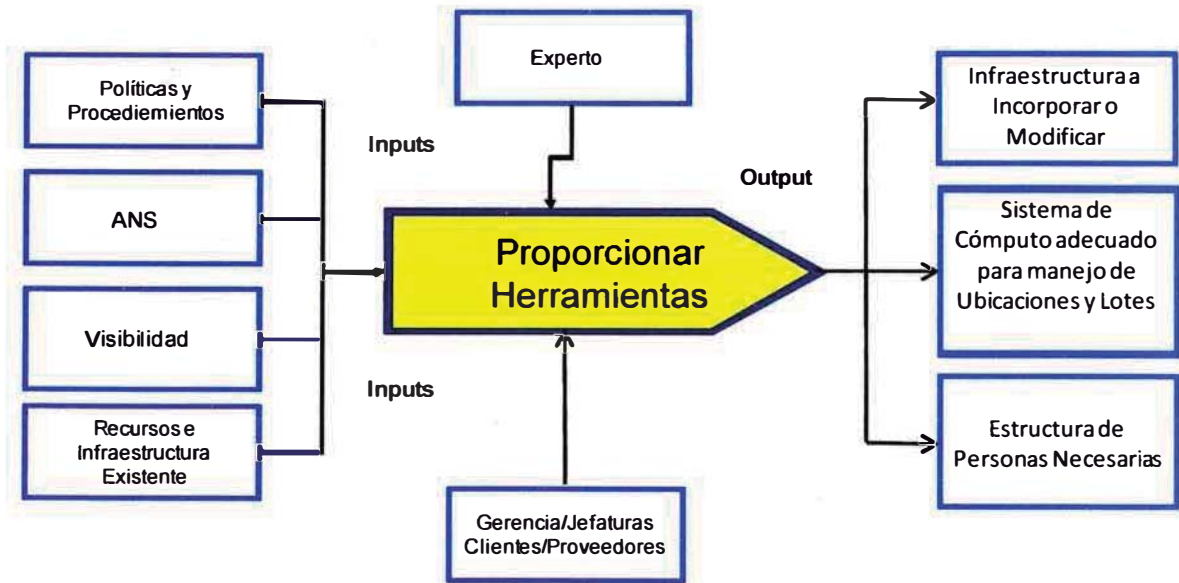 Experto
Políticas y
Procediemientos
Inputs
ANS
Visibilidad
Inputs
Recursos e
Infraestructura
Existente
Proporcionar
Herramientas
Gerencia/Jefaturas
Clientes/Proveedores
Output
Infraestructura a
Incorporar o
Modificar
Sistema de
Cómputo adecuado
para manejo de
Ubicaciones y Lotes
Estructura de
Personas Necesarias